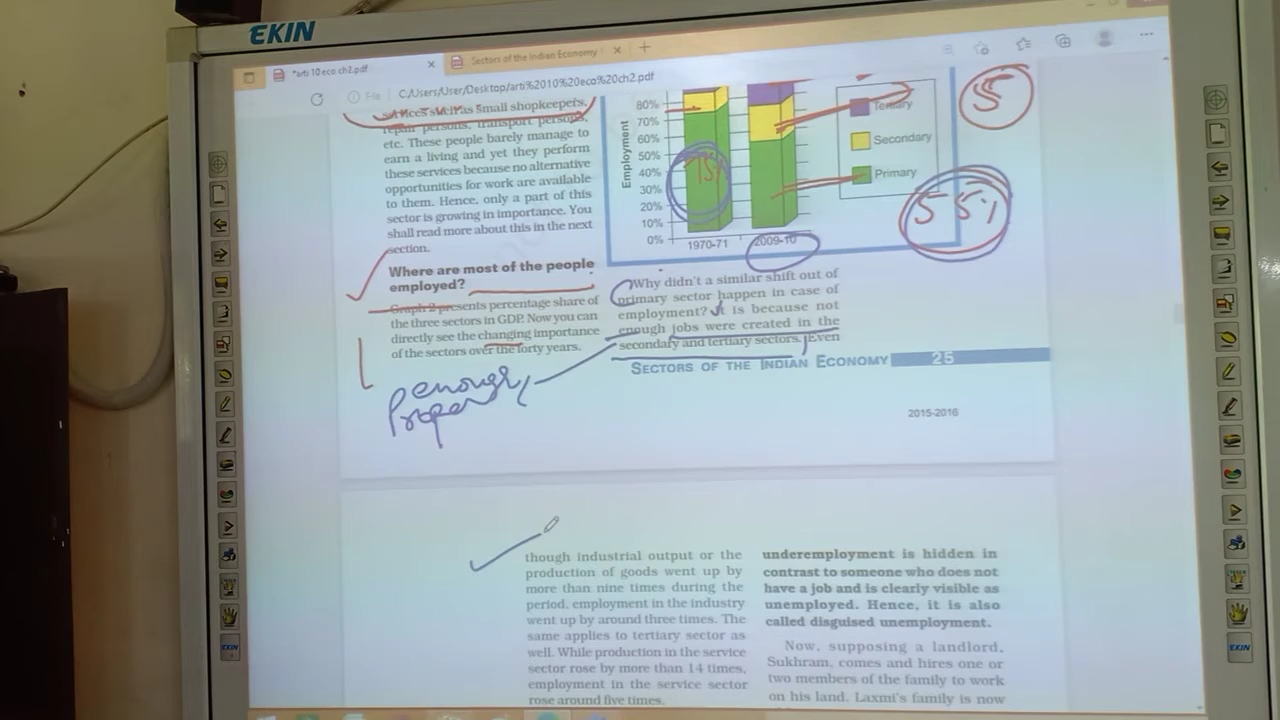 EKIN
*arti 10 eco ch2.pdf
Sectors of the Indian Economy
File C:/Users/User/Desktop/arti%2010%20eco%20ch2.pdf
services such as small shopkeepers,
repair persons, transport persons,
etc. These people barely manage to
earn a living and yet they perform
these services because no alternative
opportunities for work are available
to them. Hence, only a part of this
sector is growing in importance. You
shall read more about this in the next
section.
Where are most of the people
employed?
Graph 2 presents percentage share of
the three sectors in GDP. Now you can
directly see the changing importance
of the sectors over the forty years.
enough
Proper
Employment
80%
70%
60%
50%
40%
30%
20%
10%
0%
1970-71
2009-10
Tertiary
Secondary
Primary
5
Why didn't a similar shift out of
primary sector happen in case of
employment? It is because not
enough jobs were created in the
secondary and tertiary sectors. Even
SECTORS OF THE INDIAN ECONOMY 25
2015-2016
though industrial output or the
production of goods went up by
more than nine times during the
period, employment in the industry
went up by around three times. The
same applies to tertiary sector as
well. While production in the service
sector rose by more than 14 times,
employment in the service sector
rose around five times.
underemployment is hidden in
contrast to someone who does not
have a job and is clearly visible as
unemployed. Hence, it is also
called disguised unemployment.
Now, supposing a landlord,
Sukhram, comes and hires one or
two members of the family to work
on his land. Laxmi's family is now
EKIN
EKIN